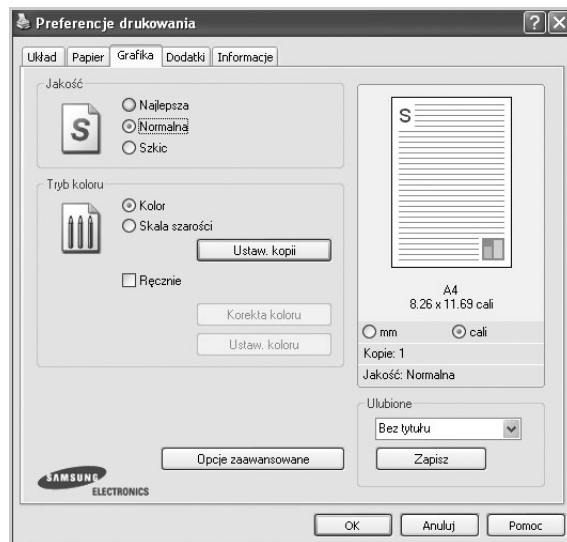 Preferencje drukowania
Układ Papier Grafika Dodatki Informacje
Jakość
S
Najlepsza
Normalna
Szkic
Tryb koloru
Kolor
Skala szarości
Ustaw. kopii
Ręcznie
Korekta koloru
Ustaw. koloru
S
A4
8.26 x 11.69 cali
mm cali
Kopie: 1
Jakość: Normalna
Ulubione
Bez tytułu
Zapisz
Opcje zaawansowane
SAMSUNG
ELECTRONICS
OK Anuluj Pomoc